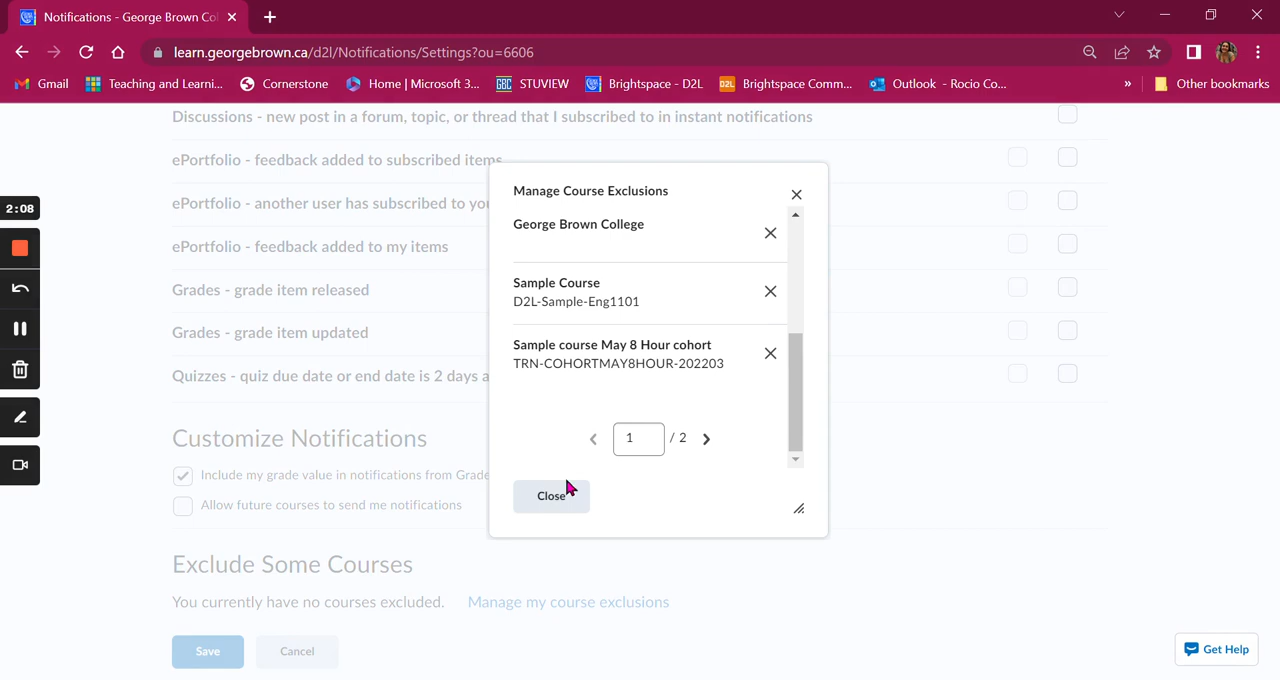 Notifications - George Brown Co
learn.georgebrown.ca/d2l/Notifications/Settings?ou=6606
Gmail
Teaching and Learni...
Cornerstone
Home | Microsoft 3...
GBC
STUVIEW
Brightspace - D2L
D2L
Brightspace Comm...
Outlook - Rocio Co...
»
Other bookmarks
Discussions - new post in a forum, topic, or thread that I subscribed to in instant notifications
ePortfolio - feedback added to subscribed items
ePortfolio - another user has subscribed to you
ePortfolio - feedback added to my items
Grades - grade item released
Grades - grade item updated
Quizzes - quiz due date or end date is 2 days a
2:08
Manage Course Exclusions
George Brown College
Sample Course
D2L-Sample-Eng1101
Sample course May 8 Hour cohort
TRN-COHORTMAY8HOUR-202203
1 / 2
Close
Customize Notifications
Include my grade value in notifications from Grade
Allow future courses to send me notifications
Exclude Some Courses
You currently have no courses excluded. Manage my course exclusions
Save
Cancel
Get Help